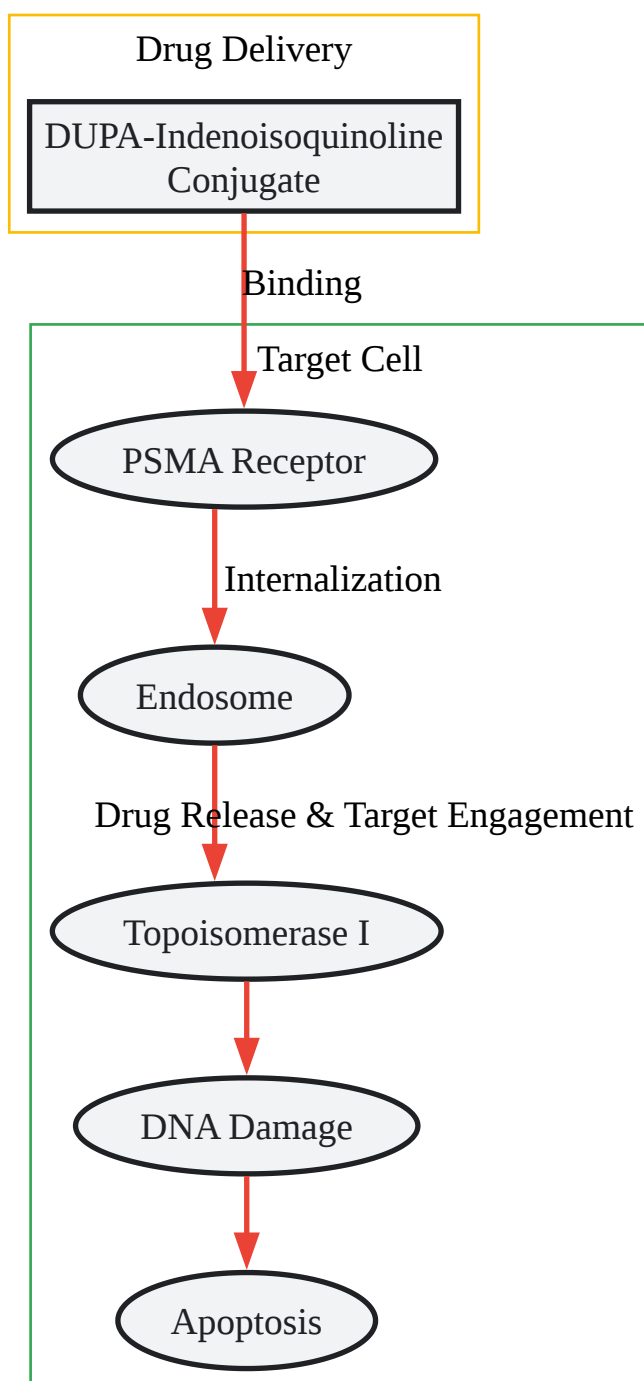 Drug Delivery
DUPA-Indenoisoquinoline
Conjugate
Binding
Target Cell
PSMA Receptor
Internalization
Endosome
Drug Release & Target Engagement
Topoisomerase I
DNA Damage
Apoptosis